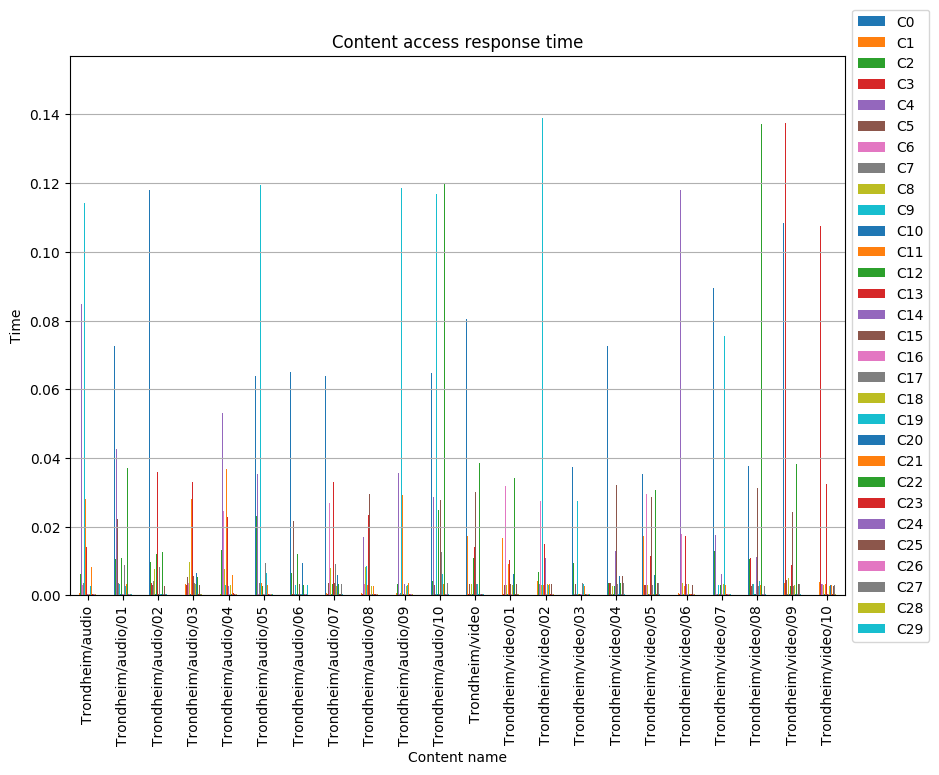 Content access response time
Time
0.14
0.12
0.10
0.08
0.06
0.04
0.02
0.00
Trondheim/audio
Trondheim/audio/01
Trondheim/audio/02
Trondheim/audio/03
Trondheim/audio/04
Trondheim/audio/05
Trondheim/audio/06
Trondheim/audio/07
Trondheim/audio/08
Trondheim/audio/09
Trondheim/audio/10
Trondheim/video
Trondheim/video/01
Trondheim/video/02
Trondheim/video/03
Trondheim/video/04
Trondheim/video/05
Trondheim/video/06
Trondheim/video/07
Trondheim/video/08
Trondheim/video/09
Trondheim/video/10
Content name
C0
C1
C2
C3
C4
C5
C6
C7
C8
C9
C10
C11
C12
C13
C14
C15
C16
C17
C18
C19
C20
C21
C22
C23
C24
C25
C26
C27
C28
C29